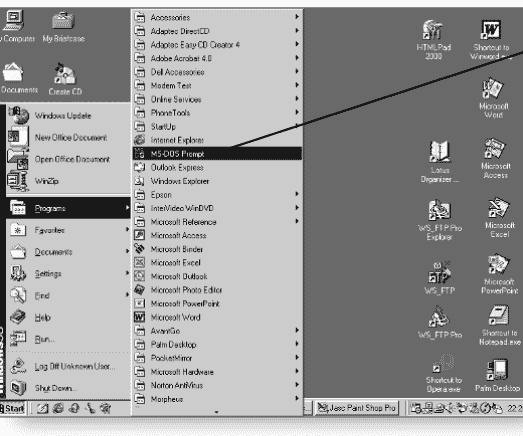 My Computer
My Briefcase
Documents
Create CD
Windows Update
New Office Document
Open Office Document
WinZip
Programs
Favorites
Documents
Settings
Find
Help
Run...
Log Off Unknown User...
Shut Down...
Start
Accessories
Adaptec DirectCD
Adaptec Easy CD Creator 4
Adobe Acrobat 4.0
Dell Accessories
Modem Test
Online Services
PhoneTools
StartUp
Internet Explorer
MS-DOS Prompt
Outlook Express
Windows Explorer
Epson
InterVideo WinDVD
Microsoft Reference
Microsoft Access
Microsoft Binder
Microsoft Excel
Microsoft Outlook
Microsoft Photo Editor
Microsoft PowerPoint
Microsoft Word
AvantGo
Palm Desktop
PocketMirror
Microsoft Hardware
Norton AntiVirus
Morpheus
HTMLPad
2000
Shortcut to
Winword.exe
Microsoft
Word
Lotus
Organizer ...
Microsoft
Access
WS_FTP Pro
Explorer
Microsoft
Excel
WS_FTP
Microsoft
PowerPoint
WS_FTP Pro
Shortcut to
Notepad.exe
Shortcut to
Opera.exe
Palm Desktop
Jasc Paint Shop Pro